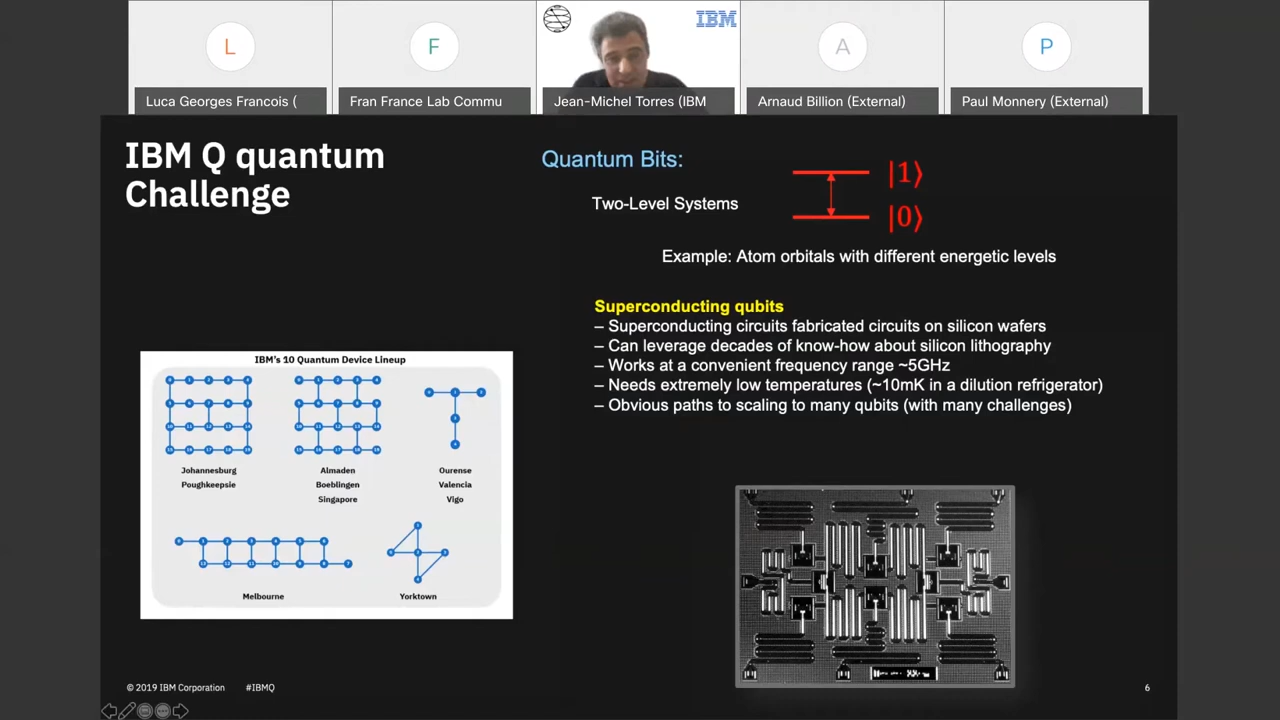 L
F
IBM
A
P
Luca Georges Francois (
Fran France Lab Commu
Jean-Michel Torres (IBM
Arnaud Billion (External)
Paul Monnery (External)
IBM Q quantum
Challenge
Quantum Bits:
|1⟩
Two-Level Systems
|0⟩
Example: Atom orbitals with different energetic levels
Superconducting qubits
– Superconducting circuits fabricated circuits on silicon wafers
– Can leverage decades of know-how about silicon lithography
– Works at a convenient frequency range ~5GHz
– Needs extremely low temperatures (~10mK in a dilution refrigerator)
– Obvious paths to scaling to many qubits (with many challenges)
IBM's 10 Quantum Device Lineup
Johannesburg
Poughkeepsie
Almaden
Boeblingen
Singapore
Ourense
Valencia
Vigo
Melbourne
Yorktown
© 2019 IBM Corporation
#IBMQ
6